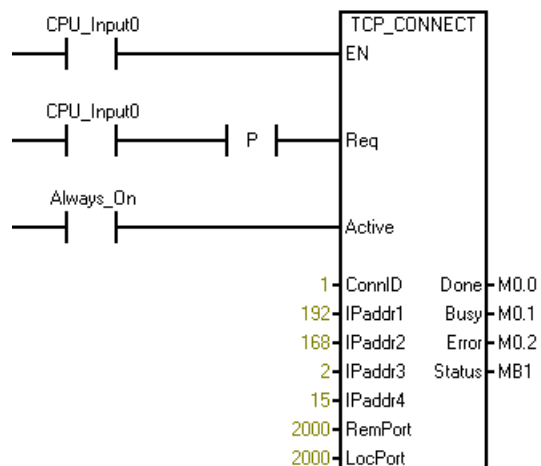 CPU_Input0 TCP_CONNECT
EN
CPU_Input0
P Req
Always_On
Active
1 ConnID Done M0.0
192 IPaddr1 Busy M0.1
168 IPaddr2 Error M0.2
2 IPaddr3 Status MB1
15 IPaddr4
2000 RemPort
2000 LocPort